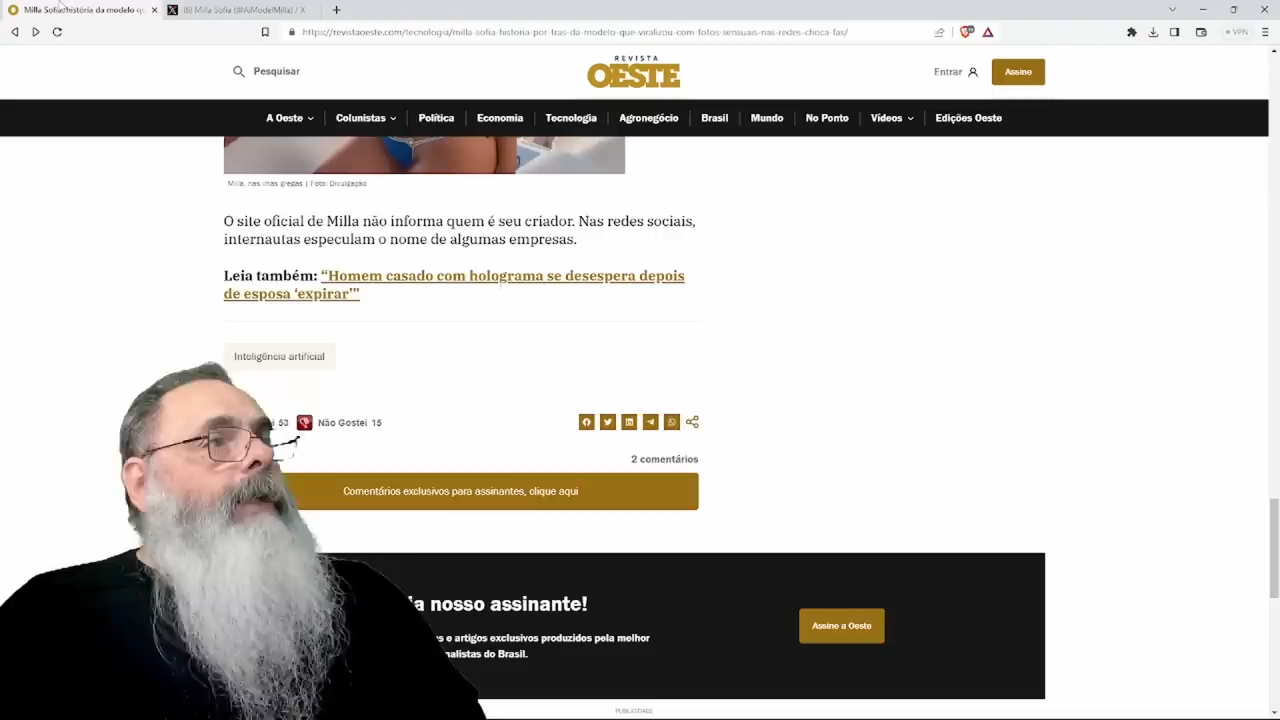 Milla Sofia: história da modelo q
(6) Milla Sofia (@AiModelMilla) / X
https://revistaoeste.com/tecnologia/milla-sofia-historia-por-tras-da-modelo-que-viralizou-com-fotos-sensuais-nas-redes-choca-fas/
VPN
Pesquisar
REVISTA
OESTE
Entrar
Assine
A Oeste
Colunistas
Política
Economia
Tecnologia
Agronegócio
Brasil
Mundo
No Ponto
Vídeos
Edições Oeste
Milla, nas ilhas gregas | Foto: Divulgação
O site oficial de Milla não informa quem é seu criador. Nas redes sociais,
internautas especulam o nome de algumas empresas.
Leia também: “Homem casado com holograma se desespera depois
de esposa ‘expirar’”
Inteligência artificial
53
Não Gostei 15
2 comentários
Comentários exclusivos para assinantes, clique aqui
nosso assinante!
e artigos exclusivos produzidos pela melhor
do Brasil.
Assine a Oeste
PUBLICIDADE